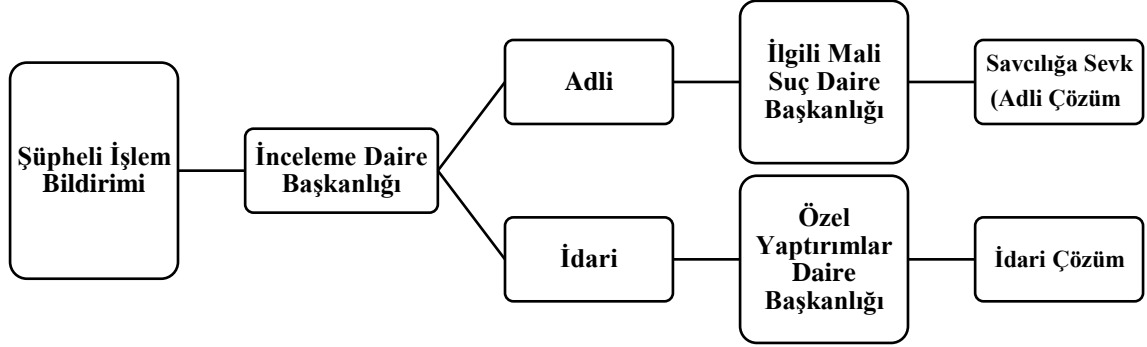 Şüpheli İşlem
Bildirimi
İnceleme Daire
Başkanlığı
Adli
İlgili Mali
Suç Daire
Başkanlığı
Savcılığa Sevk
(Adli Çözüm
İdari
Özel
Yaptırımlar
Daire
Başkanlığı
İdari Çözüm